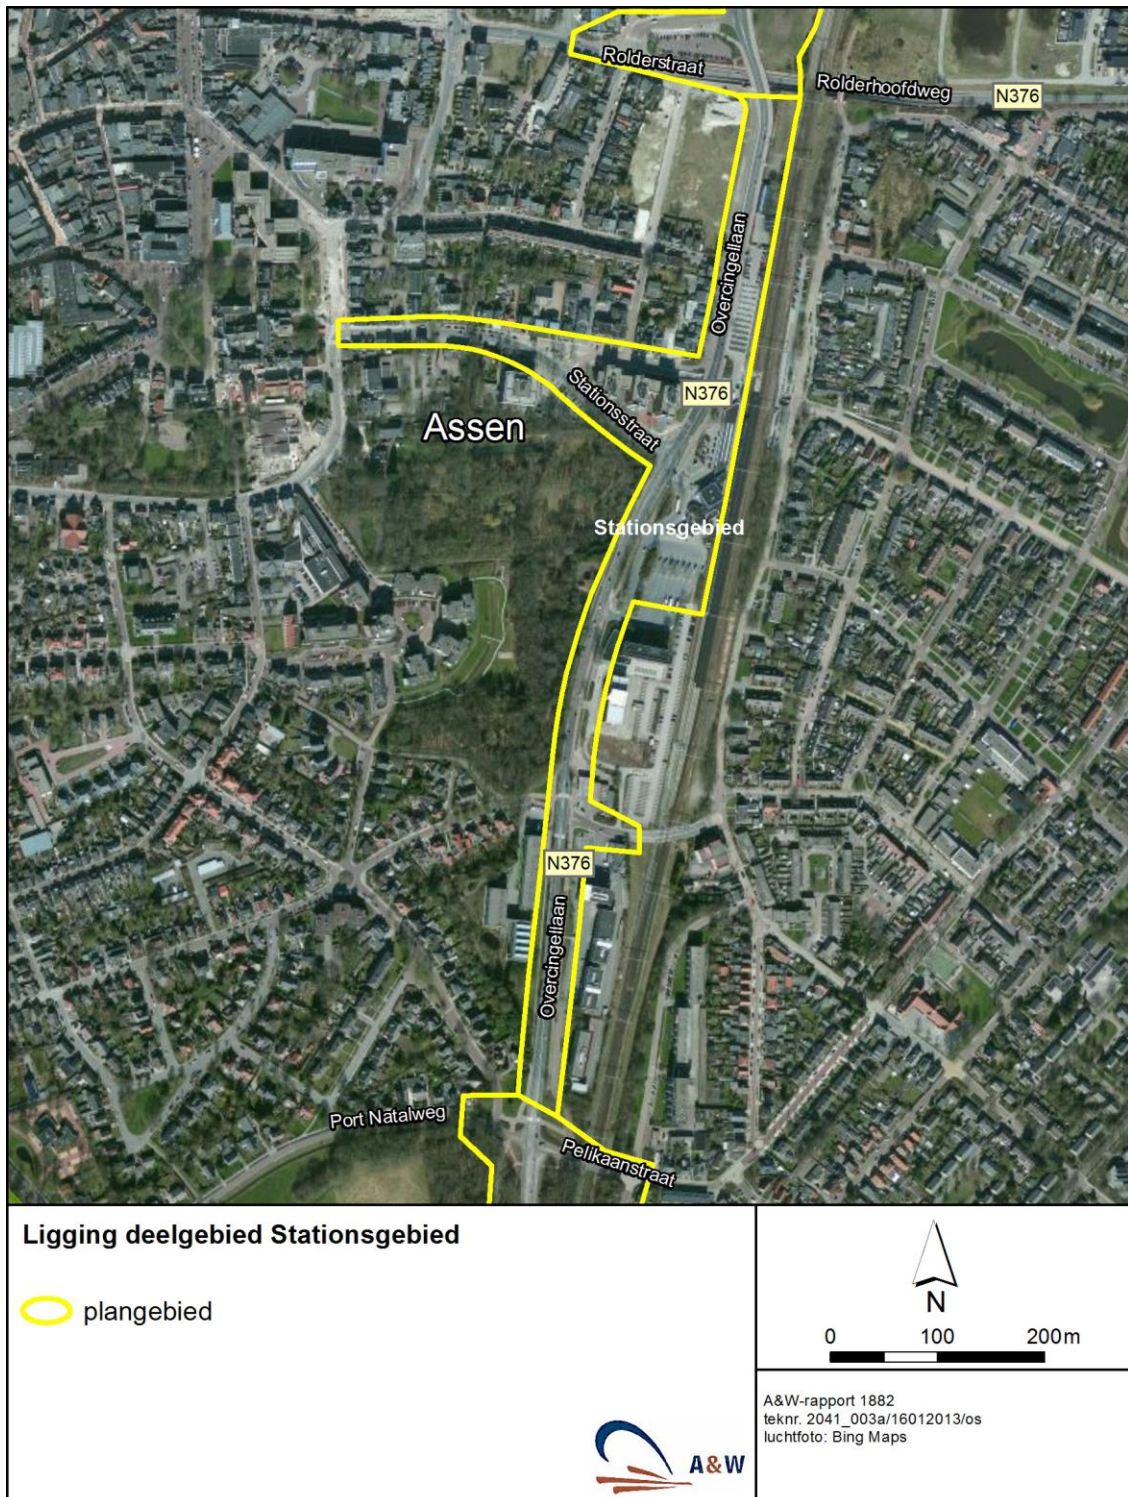 Rolderstraat
Rolderhoofdweg
N376
Overcingellaan
N376
Stationsstraat
Assen
Stationsgebied
N376
Overcingellaan
Port Natalweg
Pelikaanstraat
Ligging deelgebied Stationsgebied
plangebied
N
0 100 200m
A&W-rapport 1882
teknr. 2041_003a/16012013/os
luchtfoto: Bing Maps
A&W